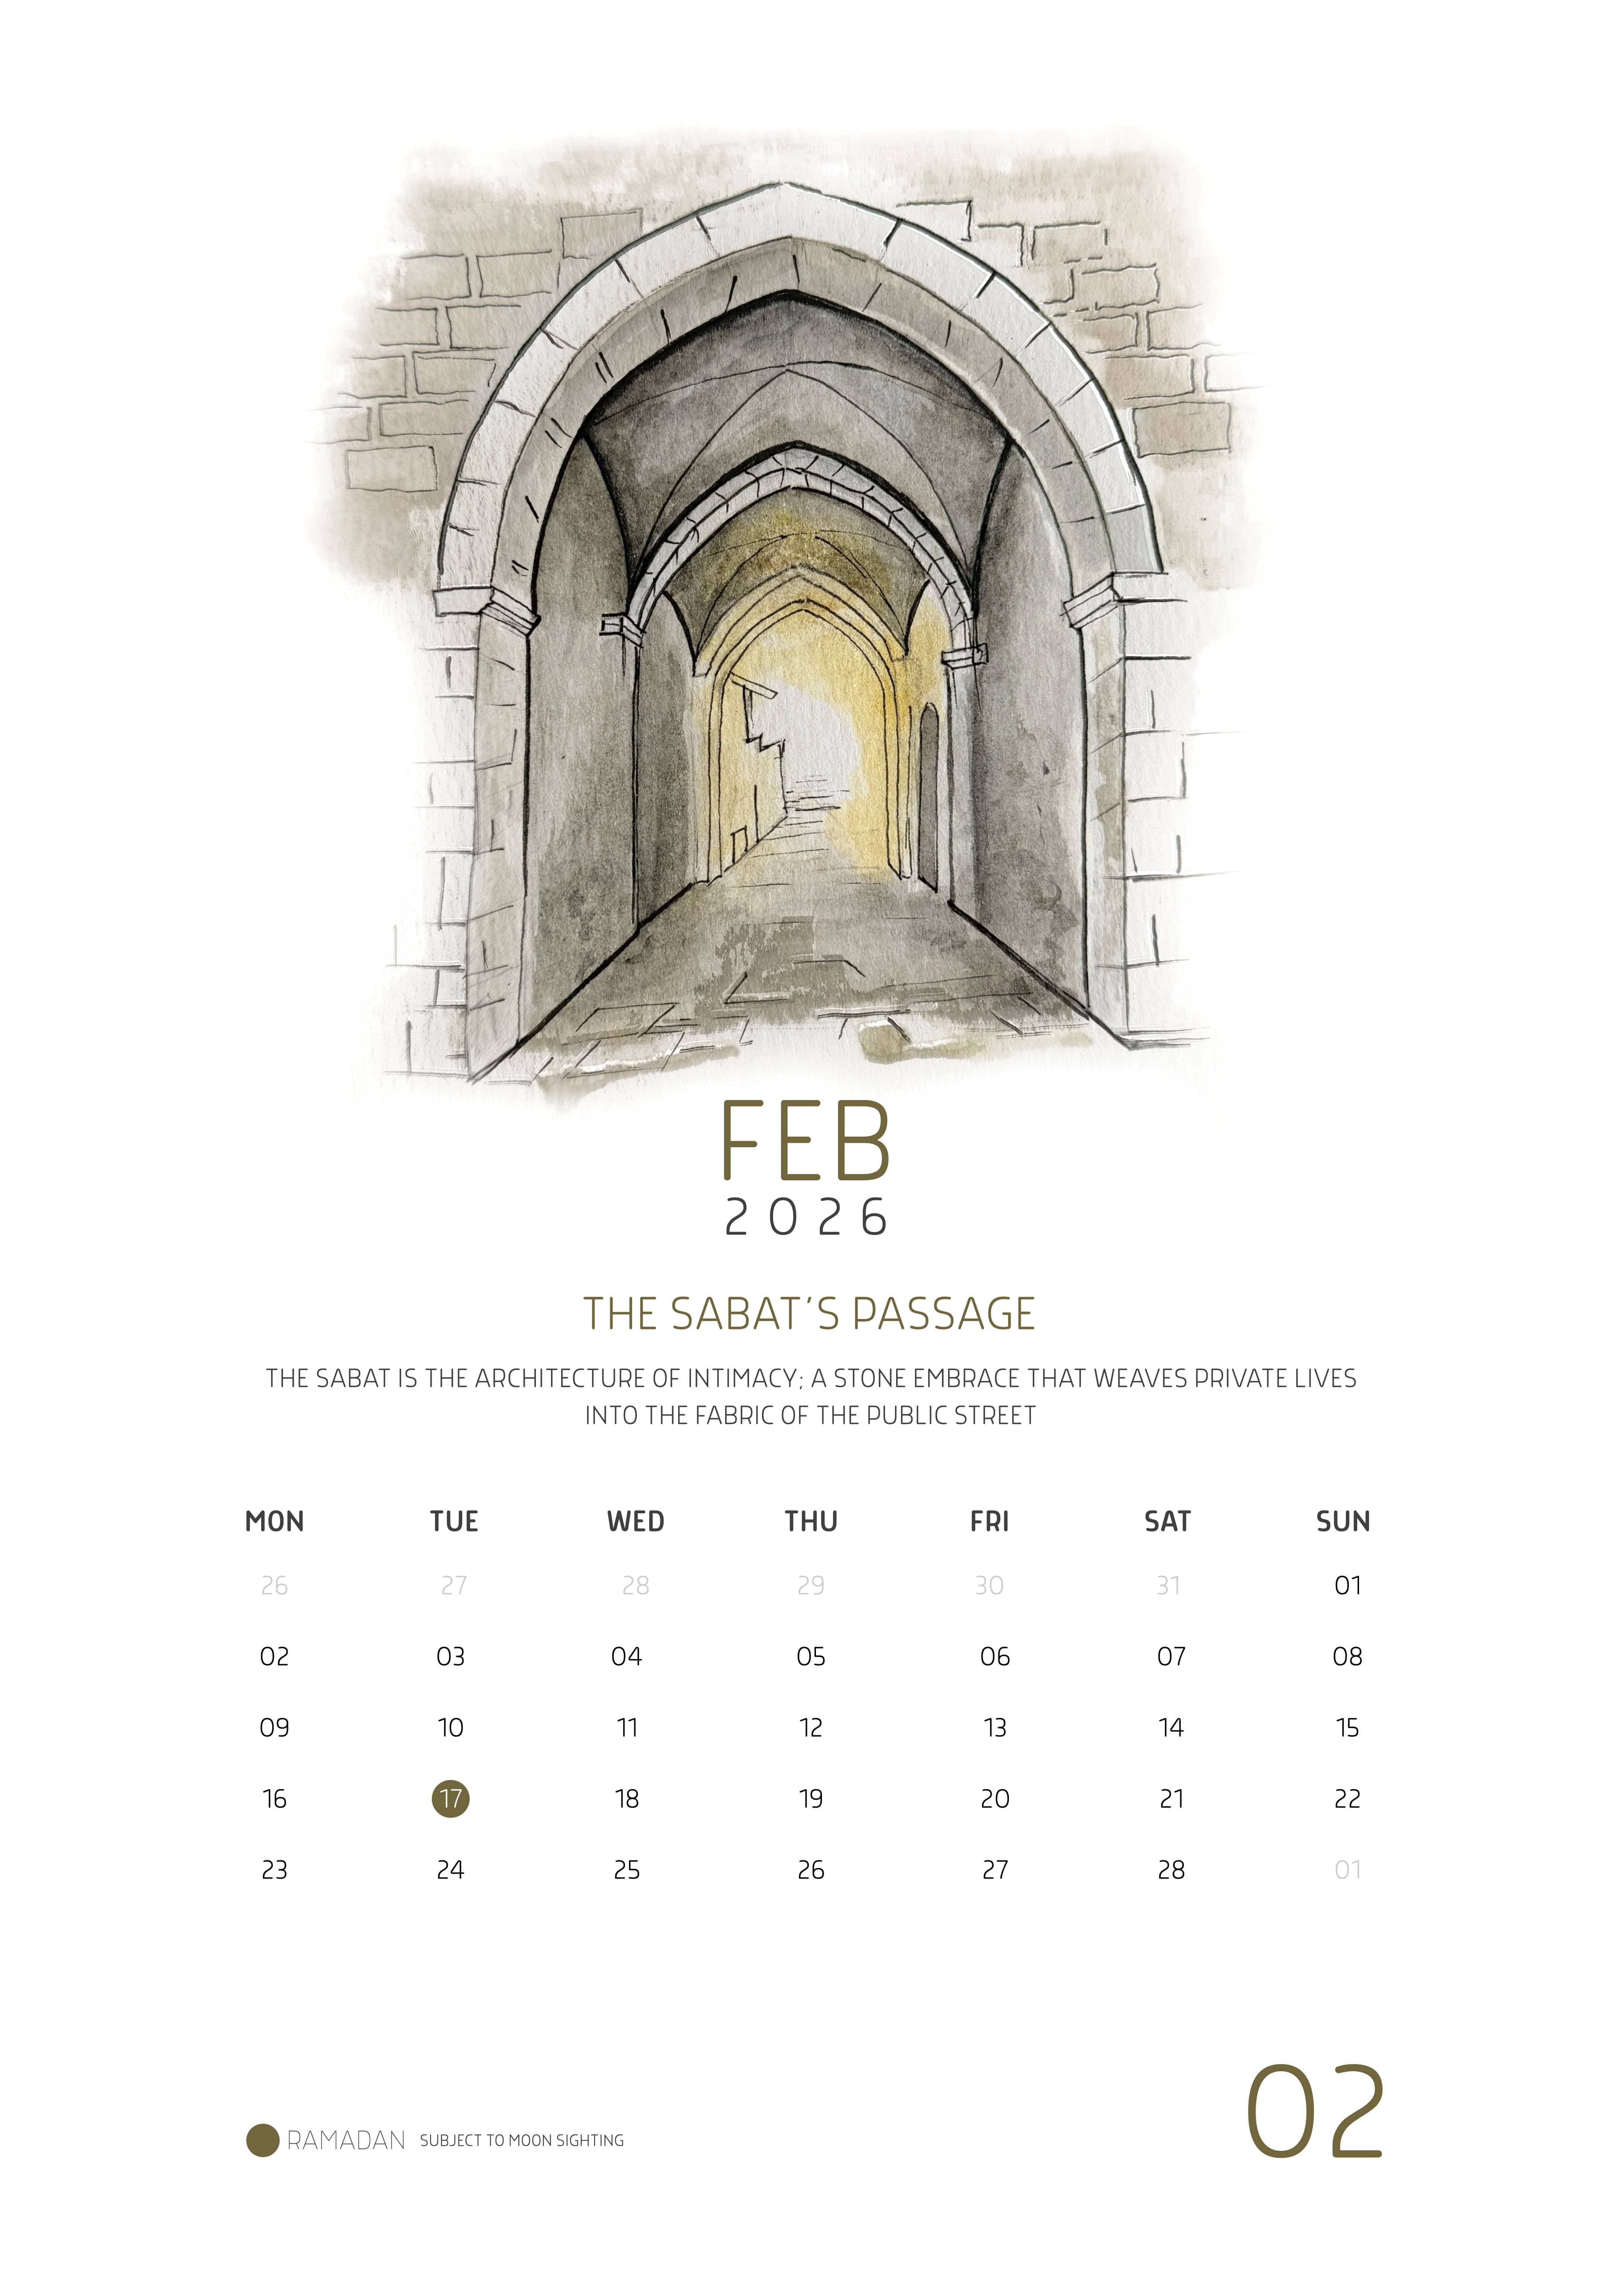 FEB
2026
THE SABAT'S PASSAGE
THE SABAT IS THE ARCHITECTURE OF INTIMACY; A STONE EMBRACE THAT WEAVES PRIVATE LIVES
INTO THE FABRIC OF THE PUBLIC STREET
MON TUE WED THU FRI SAT SUN
26 27 28 29 30 31 01
02 03 04 05 06 07 08
09 10 11 12 13 14 15
16 17 18 19 20 21 22
23 24 25 26 27 28 01
RAMADAN SUBJECT TO MOON SIGHTING
02